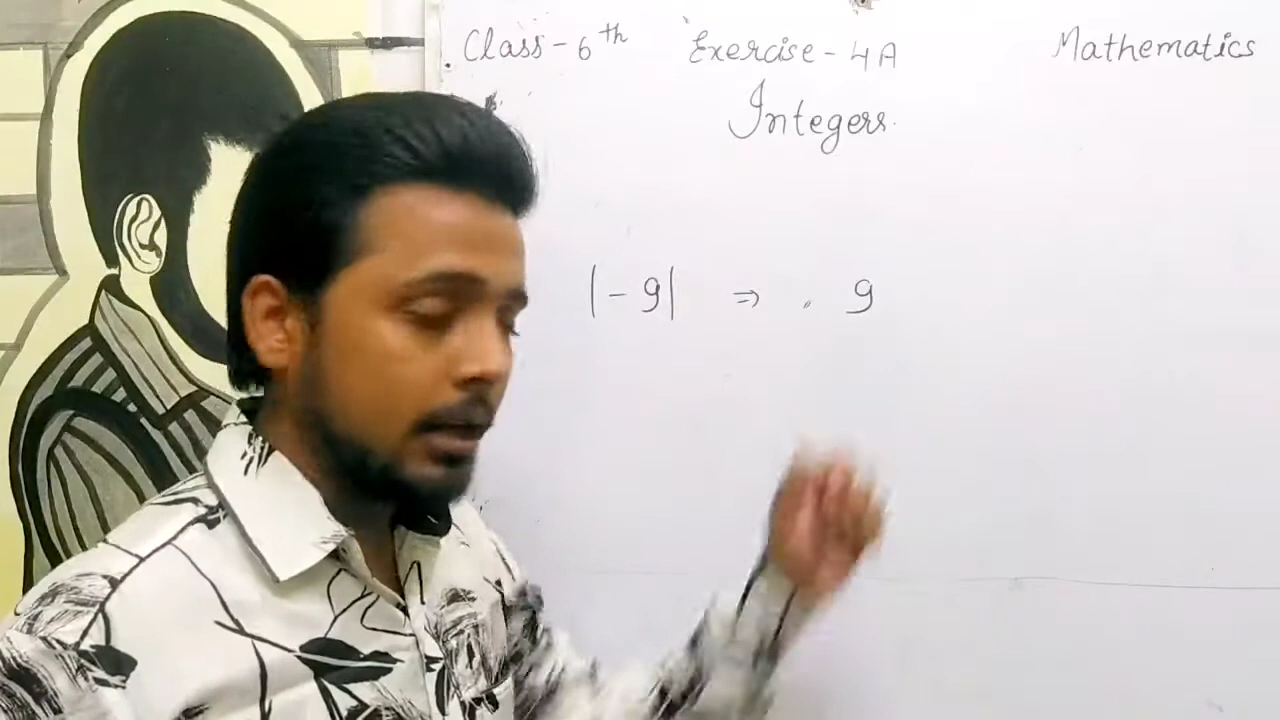 Class-6th Exercise-4A Mathematics
Integers.
|-9| ⇒ 9